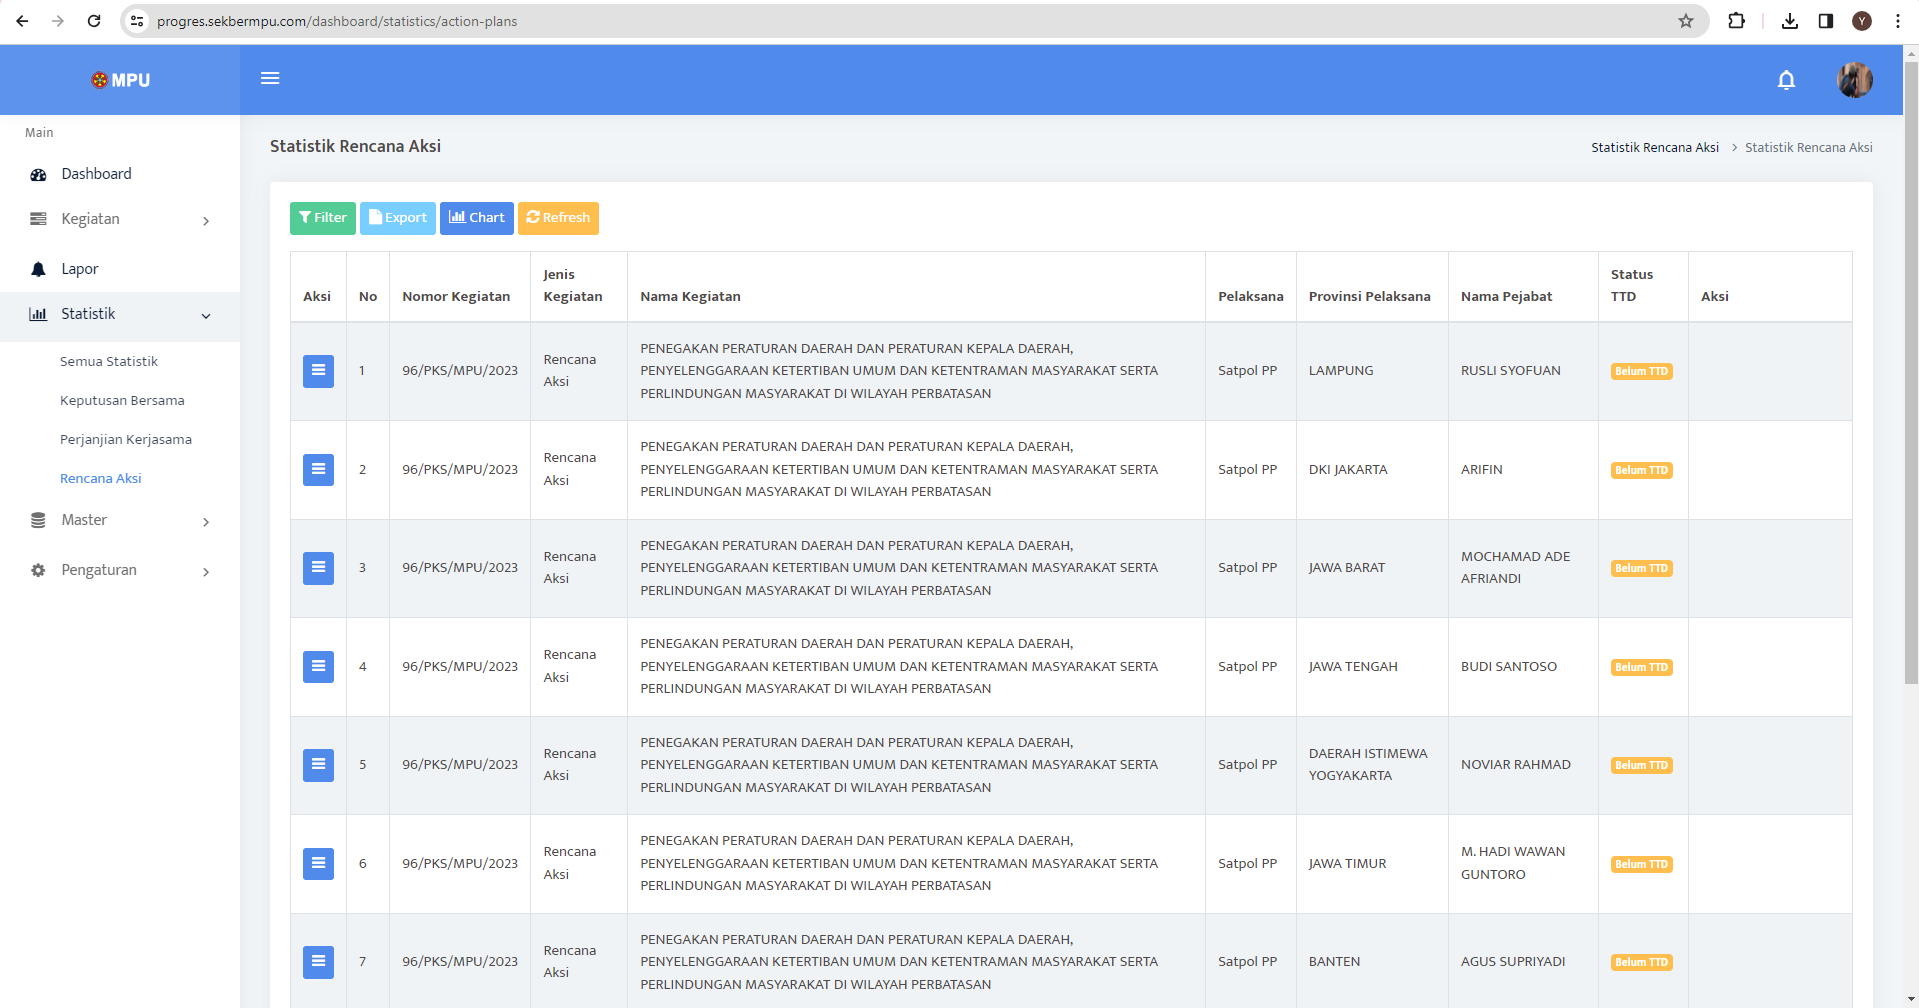 progres.sekbermpu.com/dashboard/statistics/action-plans
Y
MPU
Main
Dashboard
Kegiatan
Lapor
Statistik
Semua Statistik
Keputusan Bersama
Perjanjian Kerjasama
Rencana Aksi
Master
Pengaturan
Statistik Rencana Aksi
Statistik Rencana Aksi > Statistik Rencana Aksi
Filter Export Chart Refresh
Aksi No Nomor Kegiatan Jenis Kegiatan Nama Kegiatan Pelaksana Provinsi Pelaksana Nama Pejabat Status TTD Aksi
1 96/PKS/MPU/2023 Rencana Aksi
PENEGAKAN PERATURAN DAERAH DAN PERATURAN KEPALA DAERAH,
PENYELENGGARAAN KETERTIBAN UMUM DAN KETENTRAMAN MASYARAKAT SERTA
PERLINDUNGAN MASYARAKAT DI WILAYAH PERBATASAN
Satpol PP LAMPUNG RUSLI SYOFUAN Belum TTD
2 96/PKS/MPU/2023 Rencana Aksi
PENEGAKAN PERATURAN DAERAH DAN PERATURAN KEPALA DAERAH,
PENYELENGGARAAN KETERTIBAN UMUM DAN KETENTRAMAN MASYARAKAT SERTA
PERLINDUNGAN MASYARAKAT DI WILAYAH PERBATASAN
Satpol PP DKI JAKARTA ARIFIN Belum TTD
3 96/PKS/MPU/2023 Rencana Aksi
PENEGAKAN PERATURAN DAERAH DAN PERATURAN KEPALA DAERAH,
PENYELENGGARAAN KETERTIBAN UMUM DAN KETENTRAMAN MASYARAKAT SERTA
PERLINDUNGAN MASYARAKAT DI WILAYAH PERBATASAN
Satpol PP JAWA BARAT MOCHAMAD ADE AFRIANDI Belum TTD
4 96/PKS/MPU/2023 Rencana Aksi
PENEGAKAN PERATURAN DAERAH DAN PERATURAN KEPALA DAERAH,
PENYELENGGARAAN KETERTIBAN UMUM DAN KETENTRAMAN MASYARAKAT SERTA
PERLINDUNGAN MASYARAKAT DI WILAYAH PERBATASAN
Satpol PP JAWA TENGAH BUDI SANTOSO Belum TTD
5 96/PKS/MPU/2023 Rencana Aksi
PENEGAKAN PERATURAN DAERAH DAN PERATURAN KEPALA DAERAH,
PENYELENGGARAAN KETERTIBAN UMUM DAN KETENTRAMAN MASYARAKAT SERTA
PERLINDUNGAN MASYARAKAT DI WILAYAH PERBATASAN
Satpol PP DAERAH ISTIMEWA YOGYAKARTA NOVIAR RAHMAD Belum TTD
6 96/PKS/MPU/2023 Rencana Aksi
PENEGAKAN PERATURAN DAERAH DAN PERATURAN KEPALA DAERAH,
PENYELENGGARAAN KETERTIBAN UMUM DAN KETENTRAMAN MASYARAKAT SERTA
PERLINDUNGAN MASYARAKAT DI WILAYAH PERBATASAN
Satpol PP JAWA TIMUR M. HADI WAWAN GUNTORO Belum TTD
7 96/PKS/MPU/2023 Rencana Aksi
PENEGAKAN PERATURAN DAERAH DAN PERATURAN KEPALA DAERAH,
PENYELENGGARAAN KETERTIBAN UMUM DAN KETENTRAMAN MASYARAKAT SERTA
PERLINDUNGAN MASYARAKAT DI WILAYAH PERBATASAN
Satpol PP BANTEN AGUS SUPRIYADI Belum TTD